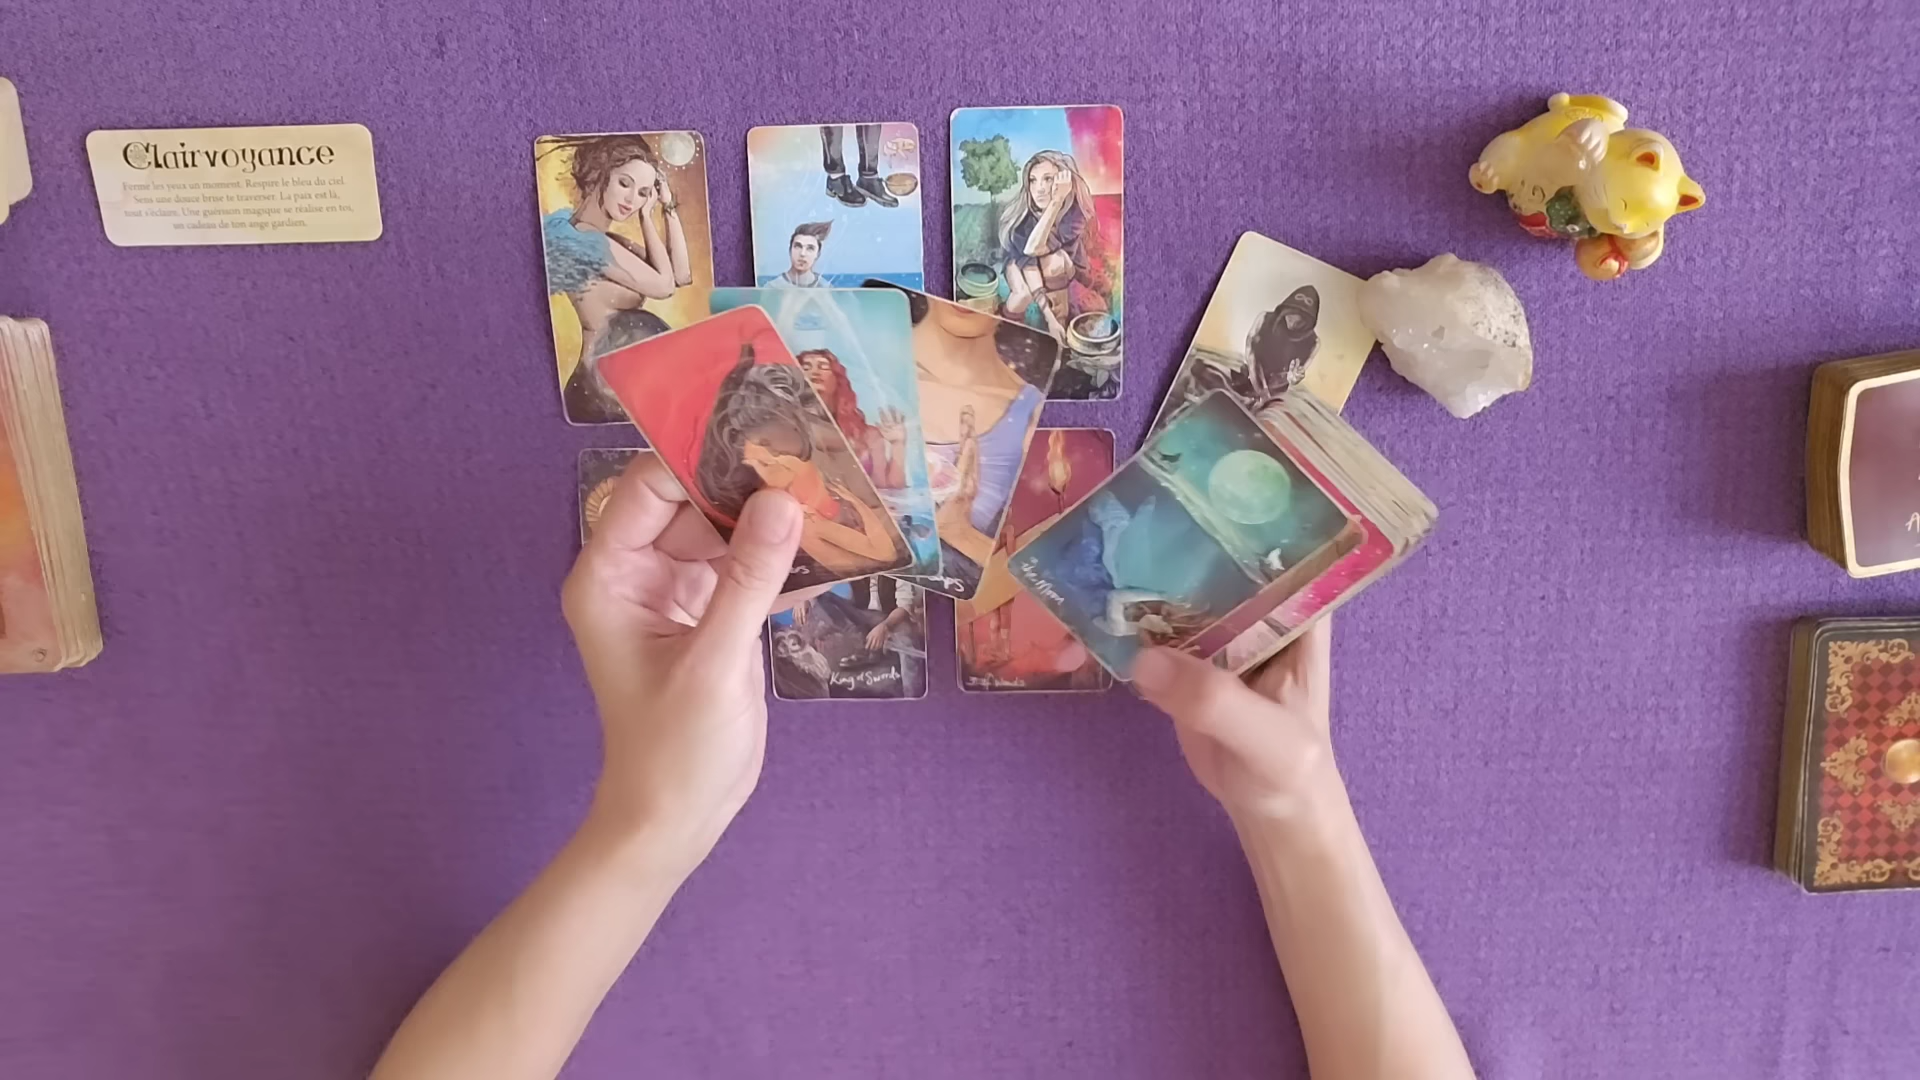 Clairvoyance
Ferme les yeux un moment. Respire le bleu du ciel.
Sens une douce brise te traverser. La paix est là,
tout s'éclaire. Une guérison magique se réalise en toi,
un cadeau de ton ange gardien.
The Moon
King of Swords
of Wands